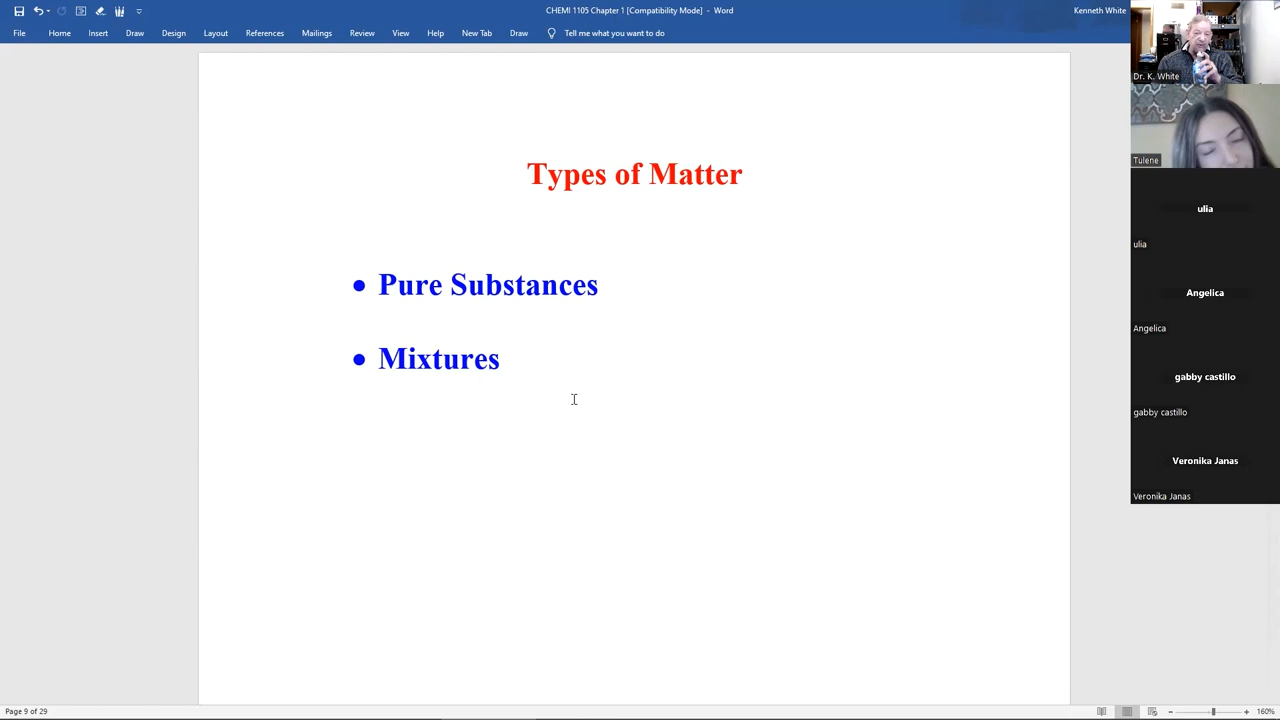 CHEMI 1105 Chapter 1 [Compatibility Mode] - Word
Kenneth White
File Home Insert Draw Design Layout References Mailings Review View Help New Tab Draw Tell me what you want to do
Dr. K. White
Tulene
Types of Matter
• Pure Substances
• Mixtures
ulia
ulia
Angelica
Angelica
gabby castillo
gabby castillo
Veronika Janas
Veronika Janas
Page 9 of 29
160%